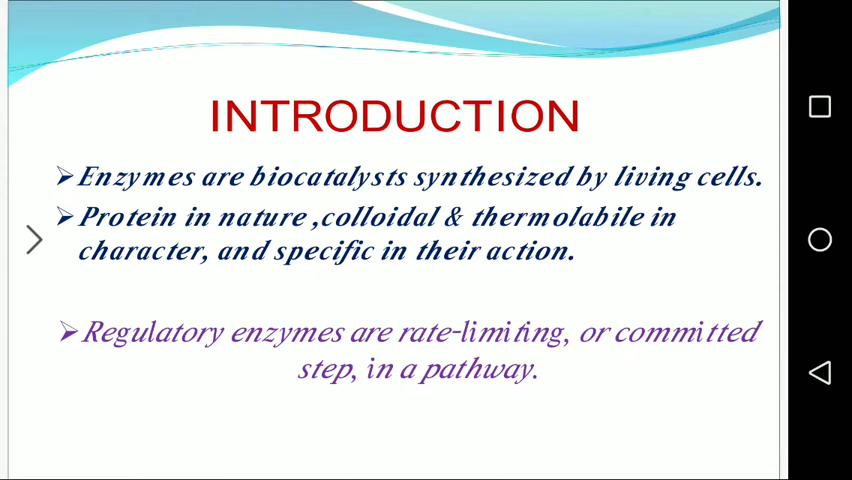 INTRODUCTION
➢Enzymes are biocatalysts synthesized by living cells.
➢Protein in nature ,colloidal & thermolabile in
character, and specific in their action.
➢Regulatory enzymes are rate-limiting, or committed
step, in a pathway.